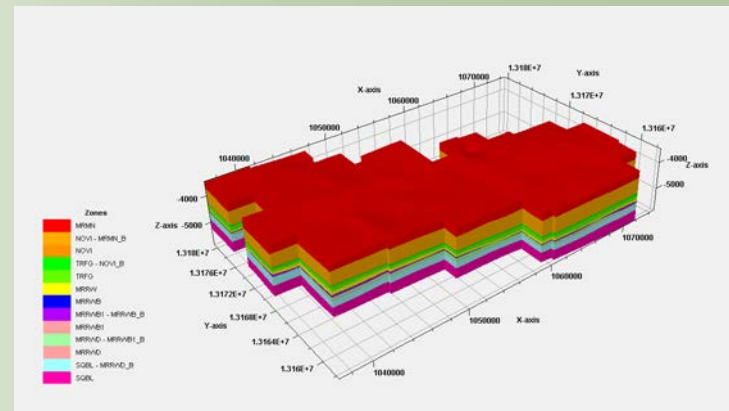 1.318E+7
1070000
Y-axis
X-axis
1.317E+7
1060000
1050000
1.316E+7
1040000
-4000
Z-axis
-5000
-4000
Z-axis
-5000
Zones
MRMN
NOVI - MRMN_B
NOVI
TRFG - NOVI_B
TRFG
MRRW
MRRWB
MRRWB1 - MRRWB_B
MRRWB1
MRRWD - MRRWB1_B
MRRWD
SQBL - MRRWD_B
SQBL
1.318E+7
1.3176E+7
1.3172E+7
1.3168E+7
Y-axis
1.3164E+7
1.316E+7
1070000
1060000
X-axis
1050000
1040000